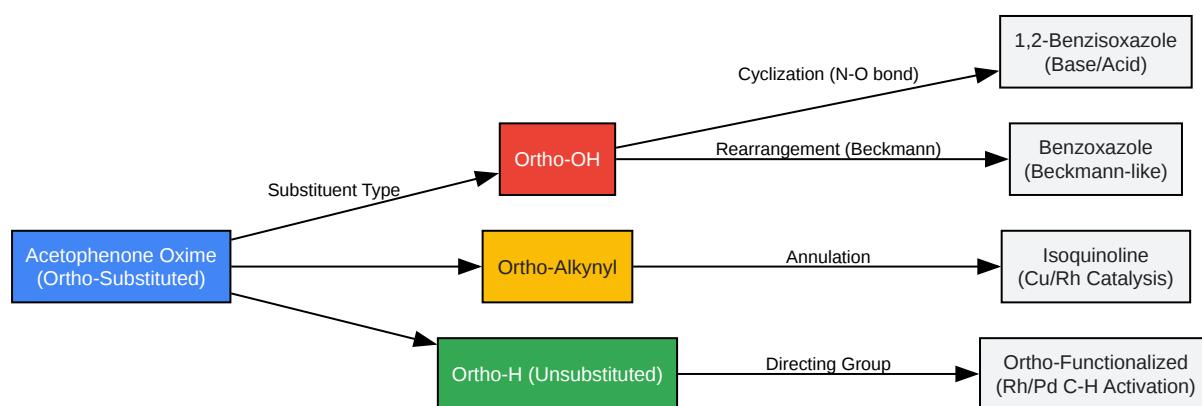 1,2-Benzisoxazole
(Base/Acid)
Cyclization (N-O bond)
Ortho-OH
Rearrangement (Beckmann)
Benzoxazole
(Beckmann-like)
Substituent Type
Acetophenone Oxime
(Ortho-Substituted)
Ortho-Alkynyl
Annulation
Isoquinoline
(Cu/Rh Catalysis)
Ortho-H (Unsubstituted)
Directing Group
Ortho-Functionalized
(Rh/Pd C-H Activation)